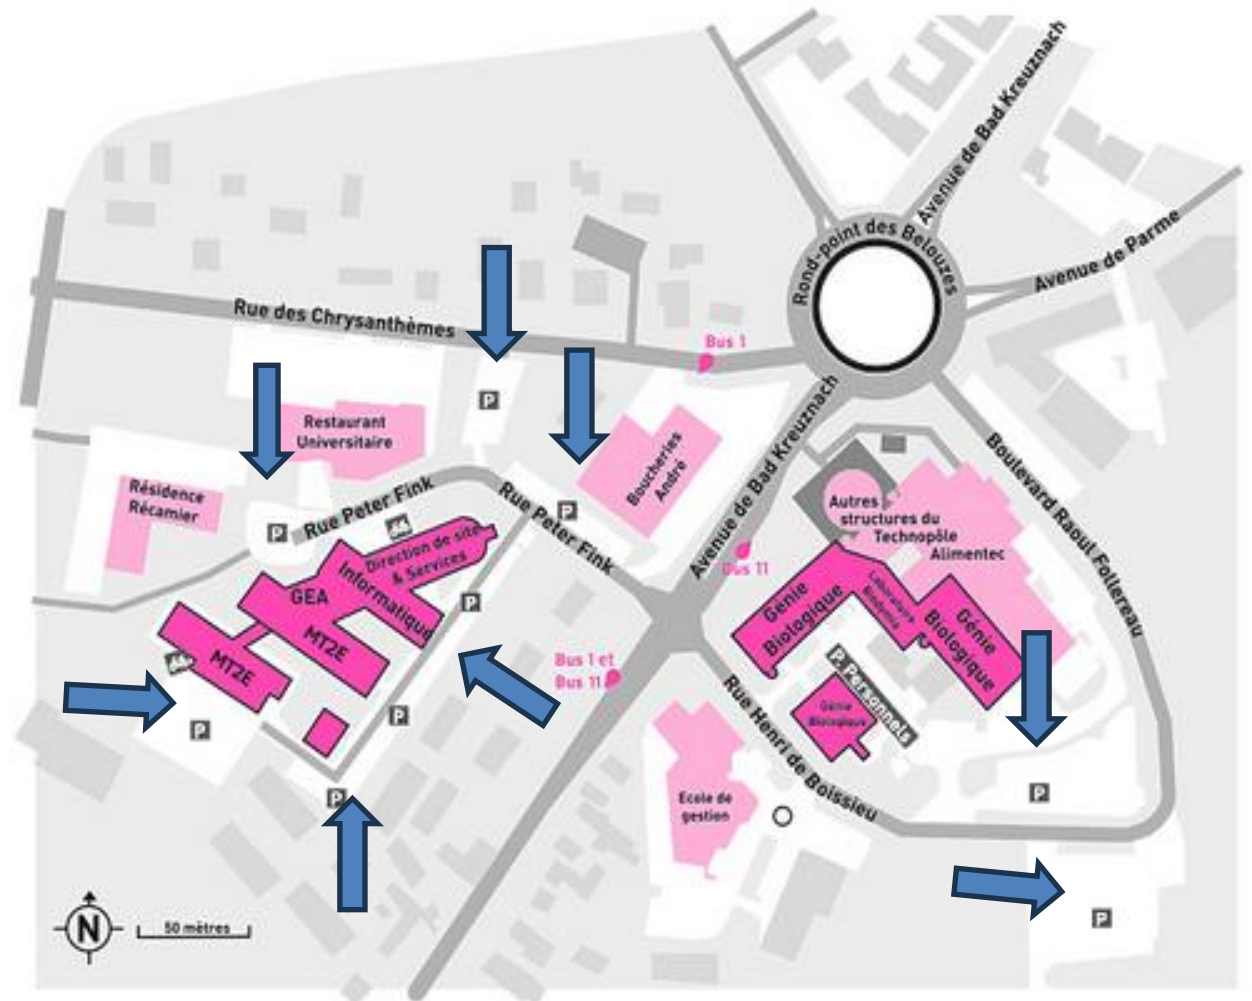 Avenue de Bad Kreuznach
Rond-point des Belouzes
Avenue de Parme
Rue des Chrysanthèmes
Bus 1
P
Restaurant
Universitaire
Boucheries
André
Avenue de Bad Kreuznach
Boulevard Raoul Follereau
Résidence
Récamier
P
Rue Peter Fink
Rue Peter Fink
P
Autres
structures du
Technopôle
Alimentec
Bus 11
Direction de site
& Services
Informatique
GEA
MT2E
MT2E
P
Génie
Biologique
Génie
Biologique
P. Personnels
Génie
Biologique
Bus 1 et
Bus 11
P
P
P
Rue Henri de Boissieu
Ecole de
gestion
P
P
N
50 mètres